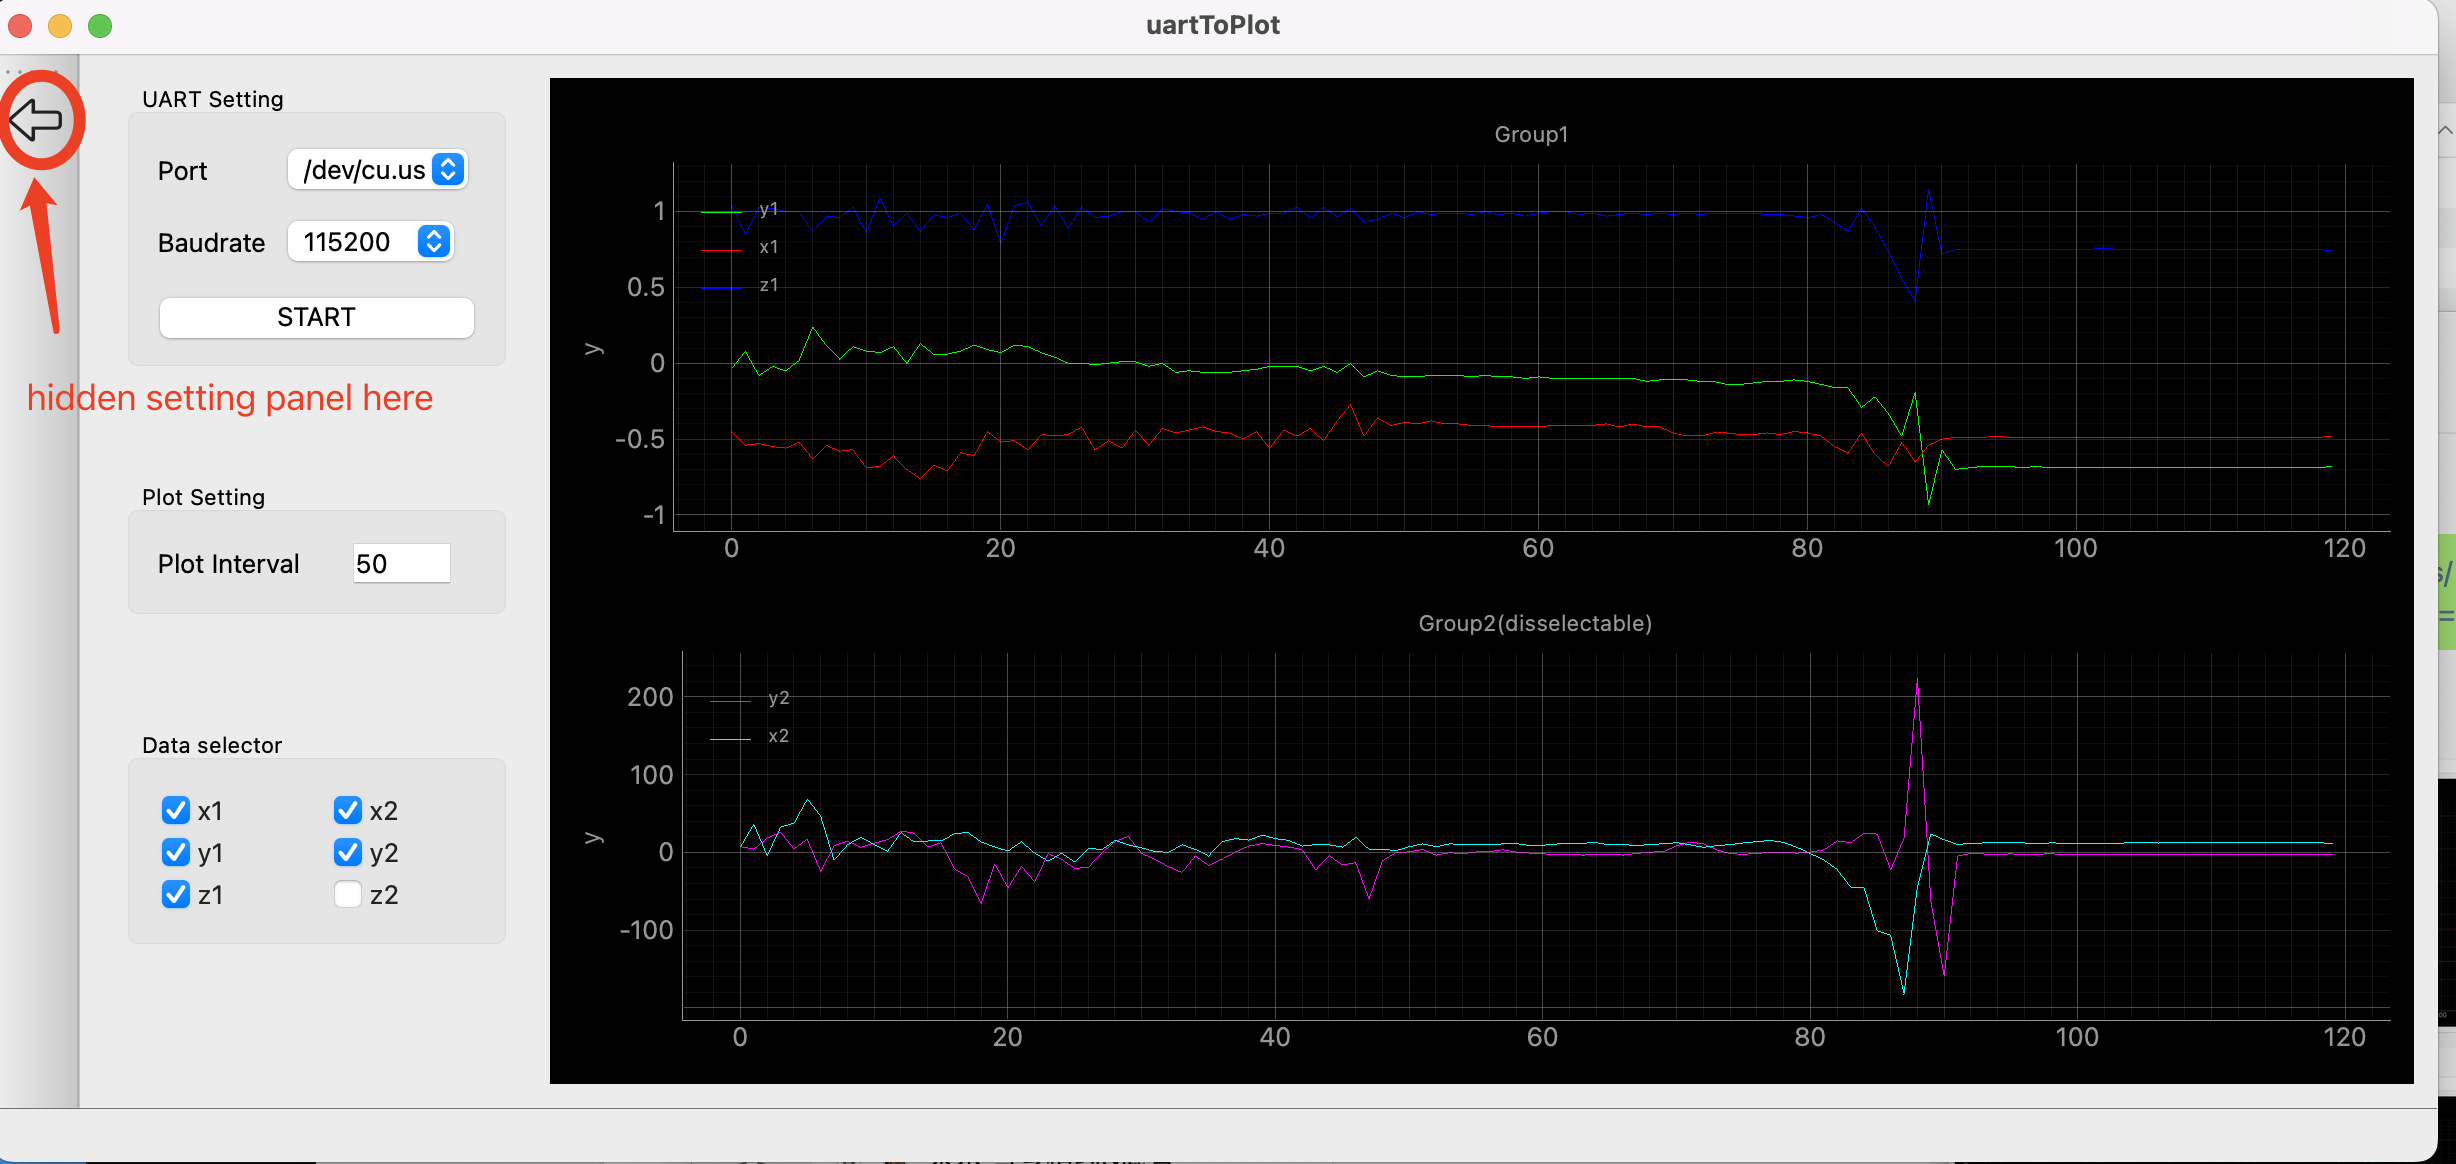 uartToPlot
UART Setting
Port
/dev/cu.us
Baudrate
115200
START
hidden setting panel here
Plot Setting
Plot Interval
50
Data selector
x1
x2
y1
y2
z1
z2
Group1
y1
x1
z1
1
0.5
0
-0.5
-1
y
0
20
40
60
80
100
120
Group2(disselectable)
y2
x2
200
100
0
-100
y
0
20
40
60
80
100
120